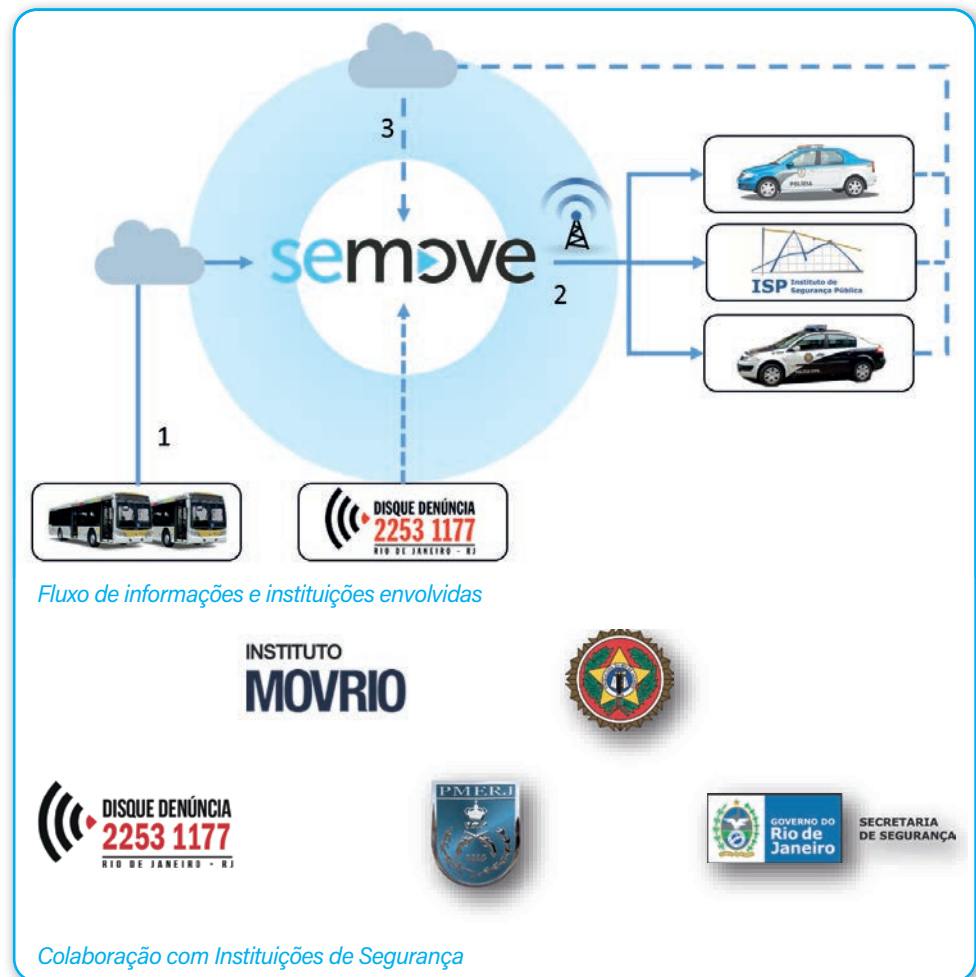 3
semove
2
POLÍCIA
ISP Instituto de
Segurança Pública
1
DISQUE DENÚNCIA
2253 1177
RIO DE JANEIRO - RJ
Fluxo de informações e instituições envolvidas
INSTITUTO
MOVRIO
DISQUE DENÚNCIA
2253 1177
RIO DE JANEIRO - RJ
PMERJ
GOVERNO DO
Rio de
Janeiro
SECRETARIA
DE SEGURANÇA
Colaboração com Instituições de Segurança